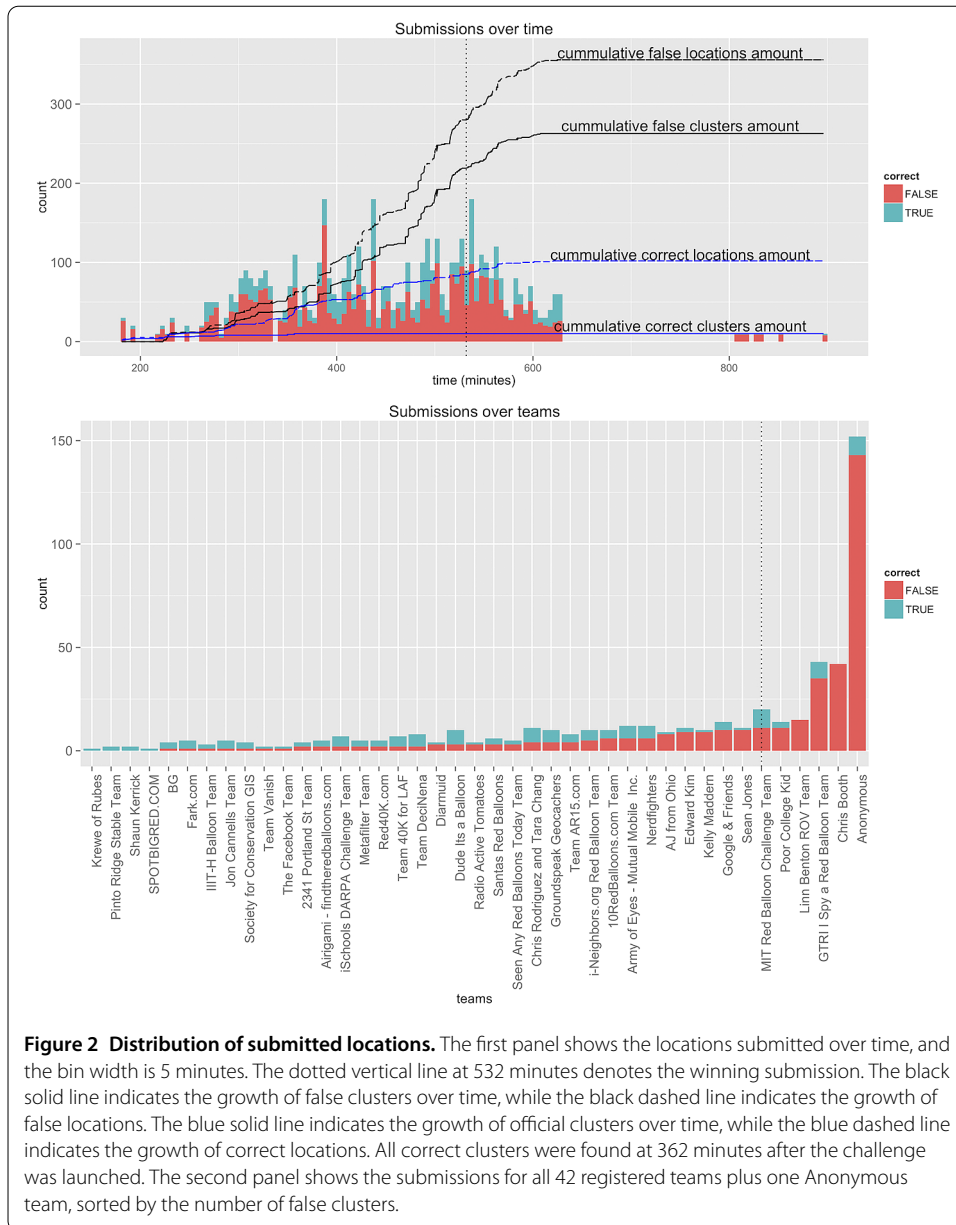 Submissions over time
cummulative false locations amount
300
cummulative false clusters amount
count
200
correct
FALSE
TRUE
100
cummulative correct locations amount
cummulative correct clusters amount
0
200
400
600
800
time (minutes)
Submissions over teams
150
100
count
correct
FALSE
TRUE
50
0
Krewe of Rubes
Pinto Ridge Stable Team
Shaun Kerrick
SPOTBIGRED.COM
BG
Fark.com
IIIT-H Balloon Team
Jon Cannells Team
Society for Conservation GIS
Team Vanish
The Facebook Team
2341 Portland St Team
Airigami - findtheredballoons.com
iSchools DARPA Challenge Team
Metafilter Team
Red40K.com
Team 40K for LAF
Team DeciNena
Diarmuid
Dude Its a Balloon
Radio Active Tomatoes
Santas Red Balloons
Seen Any Red Balloons Today Team
Chris Rodriguez and Tara Chang
Groundspeak Geocachers
Team AR15.com
i-Neighbors.org Red Balloon Team
10RedBalloons.com Team
Army of Eyes - Mutual Mobile Inc.
Nerdfighters
AJ from Ohio
Edward Kim
Kelly Maddern
Google & Friends
Sean Jones
MIT Red Balloon Challenge Team
Poor College Kid
Linn Benton ROV Team
GTRI I Spy a Red Balloon Team
Chris Booth
Anonymous
teams
Figure 2 Distribution of submitted locations. The first panel shows the locations submitted over time, and
the bin width is 5 minutes. The dotted vertical line at 532 minutes denotes the winning submission. The black
solid line indicates the growth of false clusters over time, while the black dashed line indicates the growth of
false locations. The blue solid line indicates the growth of official clusters over time, while the blue dashed line
indicates the growth of correct locations. All correct clusters were found at 362 minutes after the challenge
was launched. The second panel shows the submissions for all 42 registered teams plus one Anonymous
team, sorted by the number of false clusters.